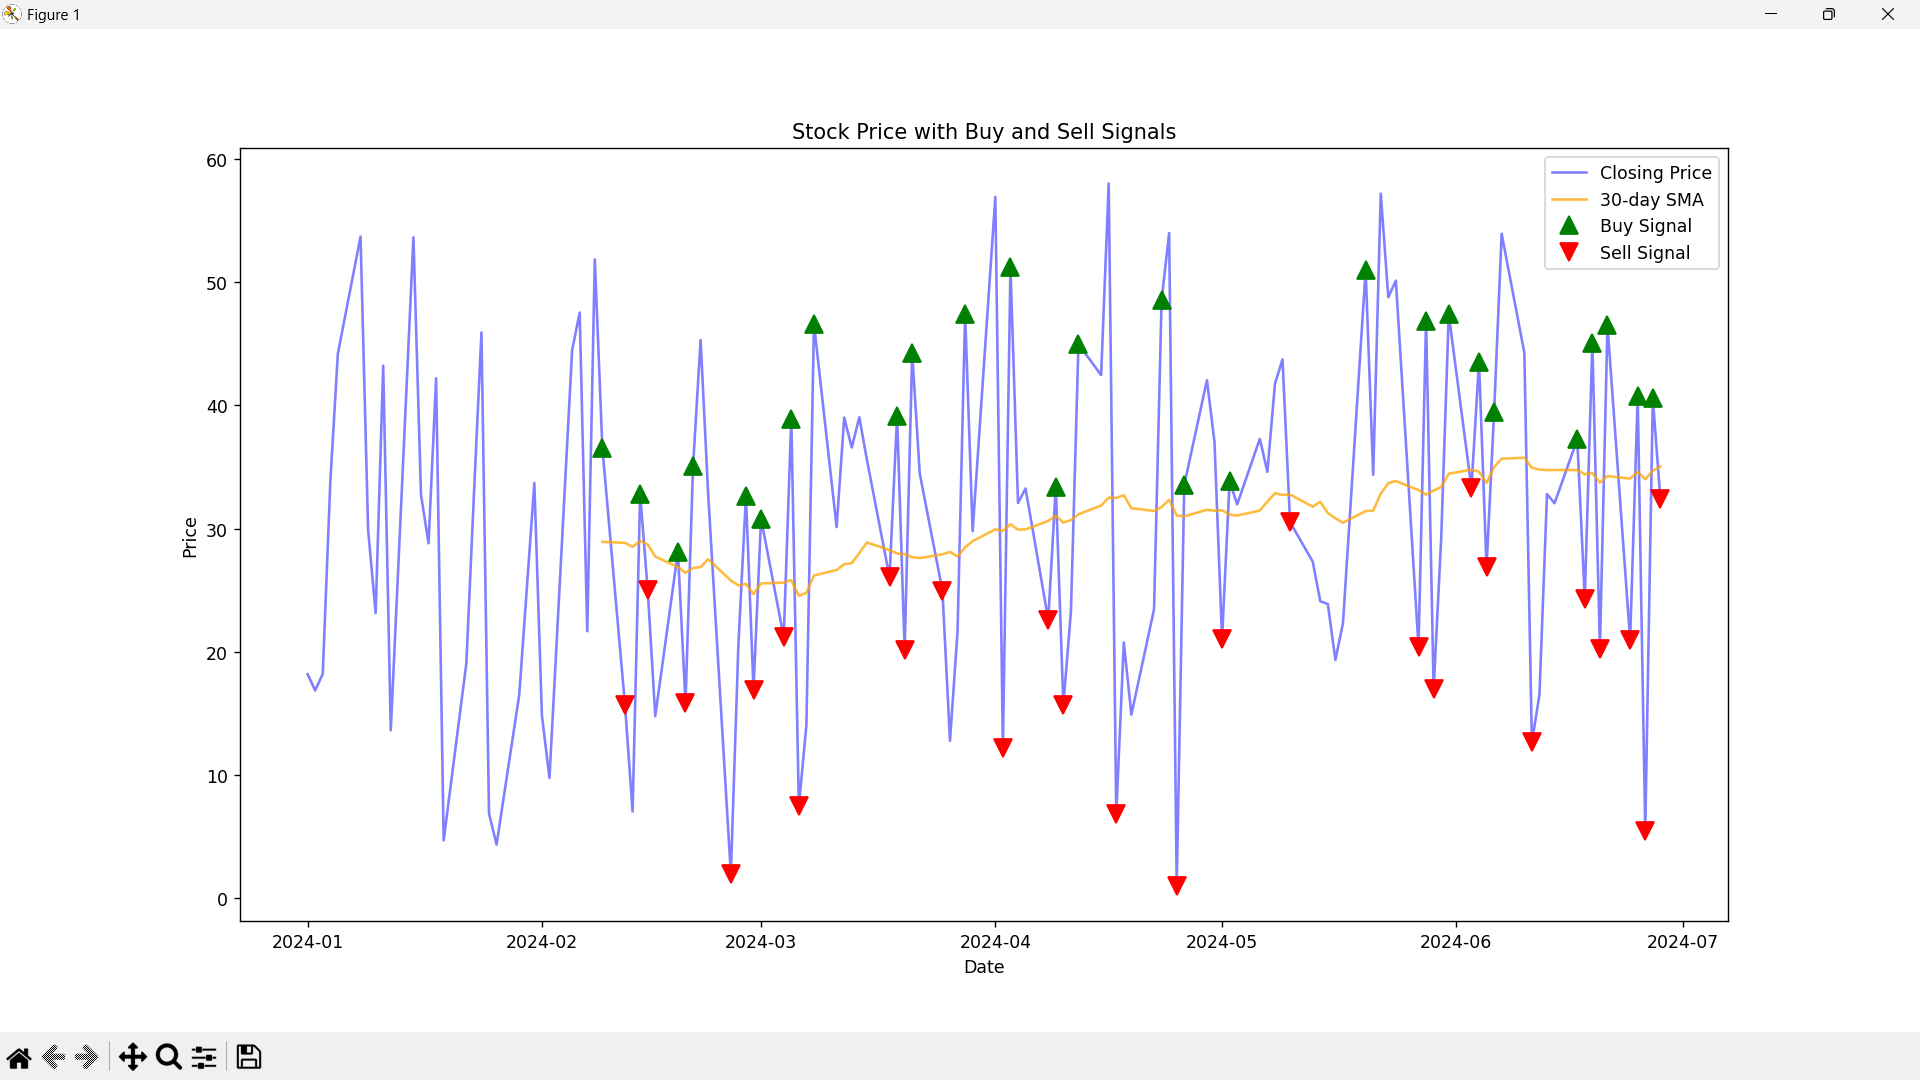 Figure 1
Stock Price with Buy and Sell Signals
Closing Price
30-day SMA
Buy Signal
Sell Signal
60
50
40
30
20
10
0
Price
2024-01
2024-02
2024-03
2024-04
2024-05
2024-06
2024-07
Date